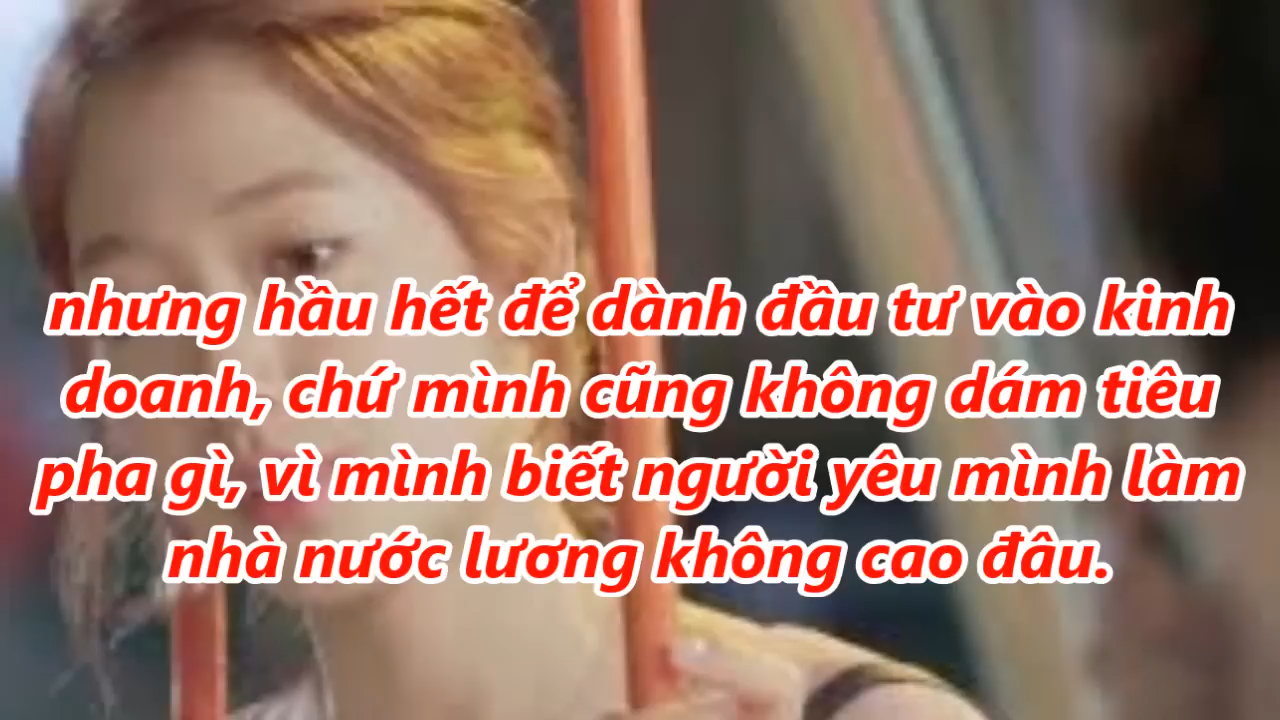 nhưng hầu hết để dành đầu tư vào kinh
doanh, chứ mình cũng không dám tiêu
pha gì, vì mình biết người yêu mình làm
nhà nước lương không cao đâu.